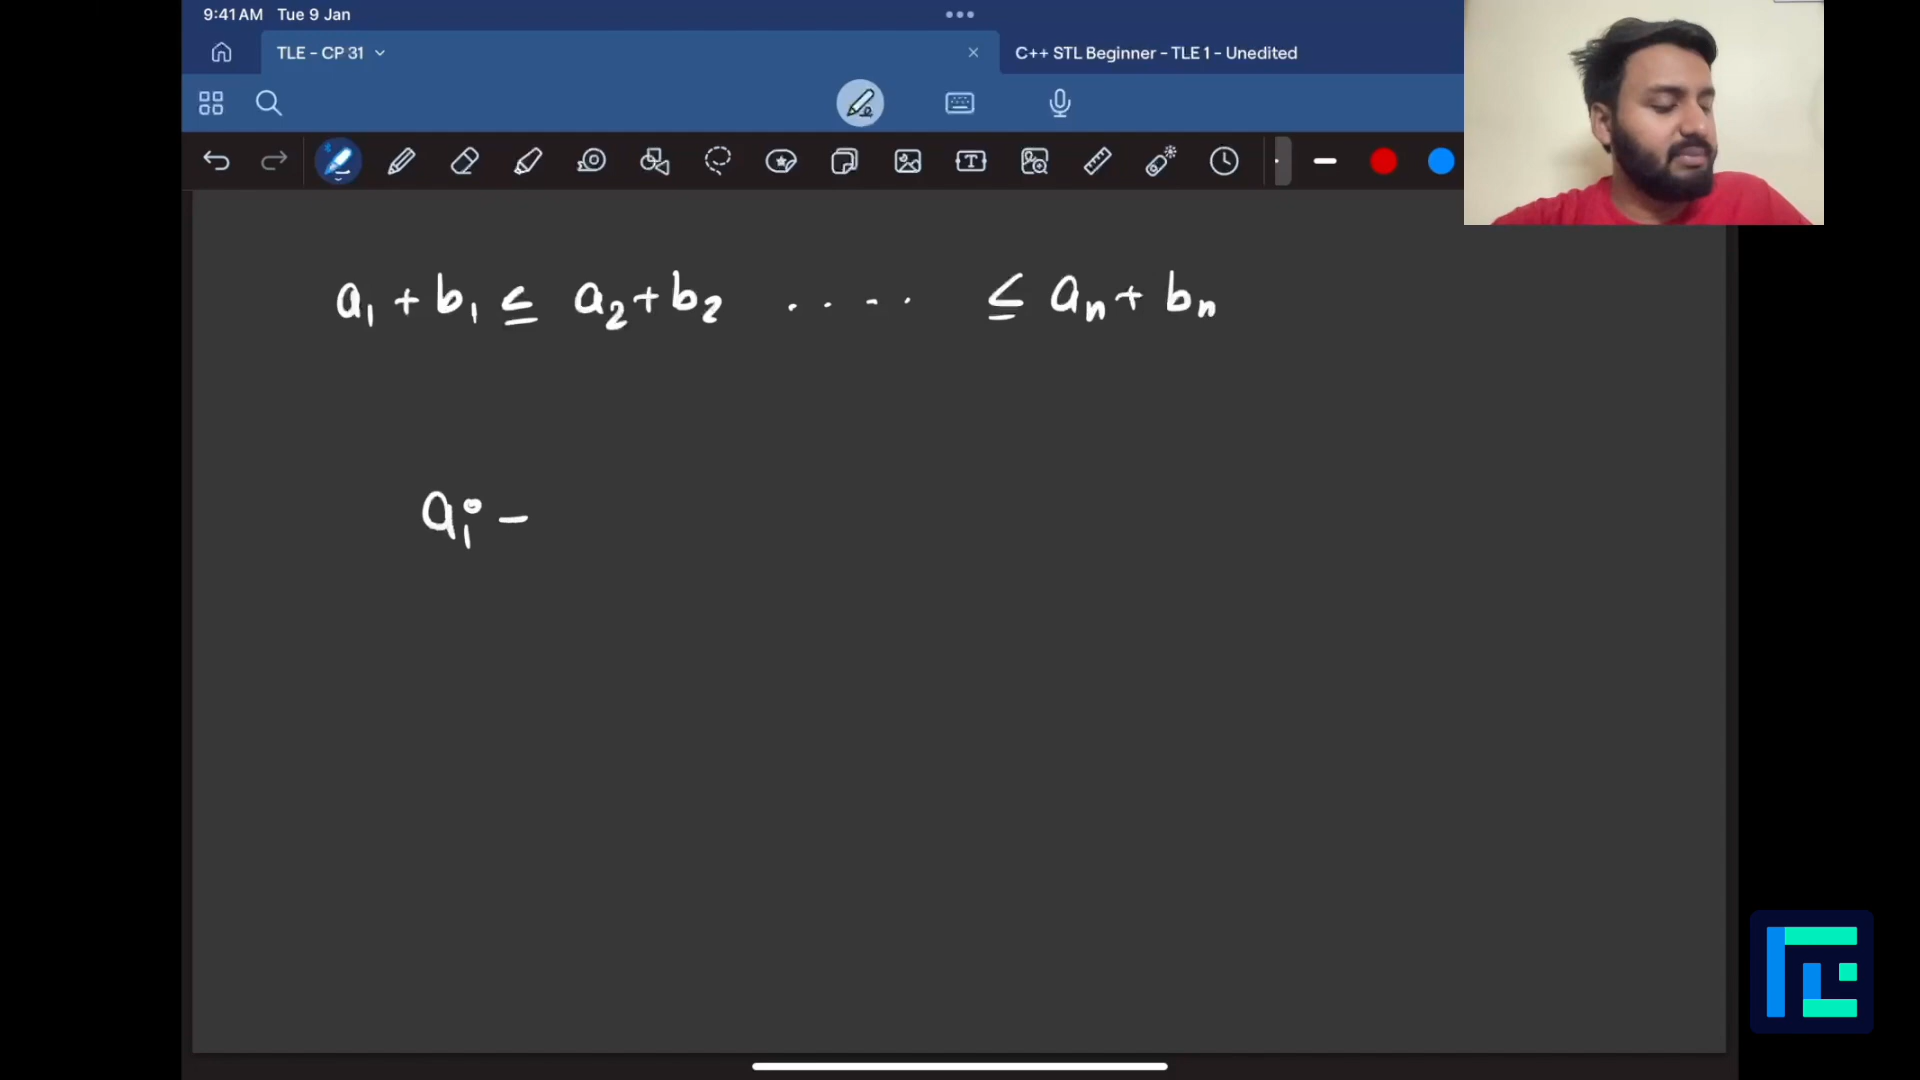 9:41 AM Tue 9 Jan
TLE - CP 31
C++ STL Beginner - TLE 1 - Unedited
a₁ + b₁ ≤ a₂ + b₂ ..... ≤ aₙ + bₙ
aᵢ -